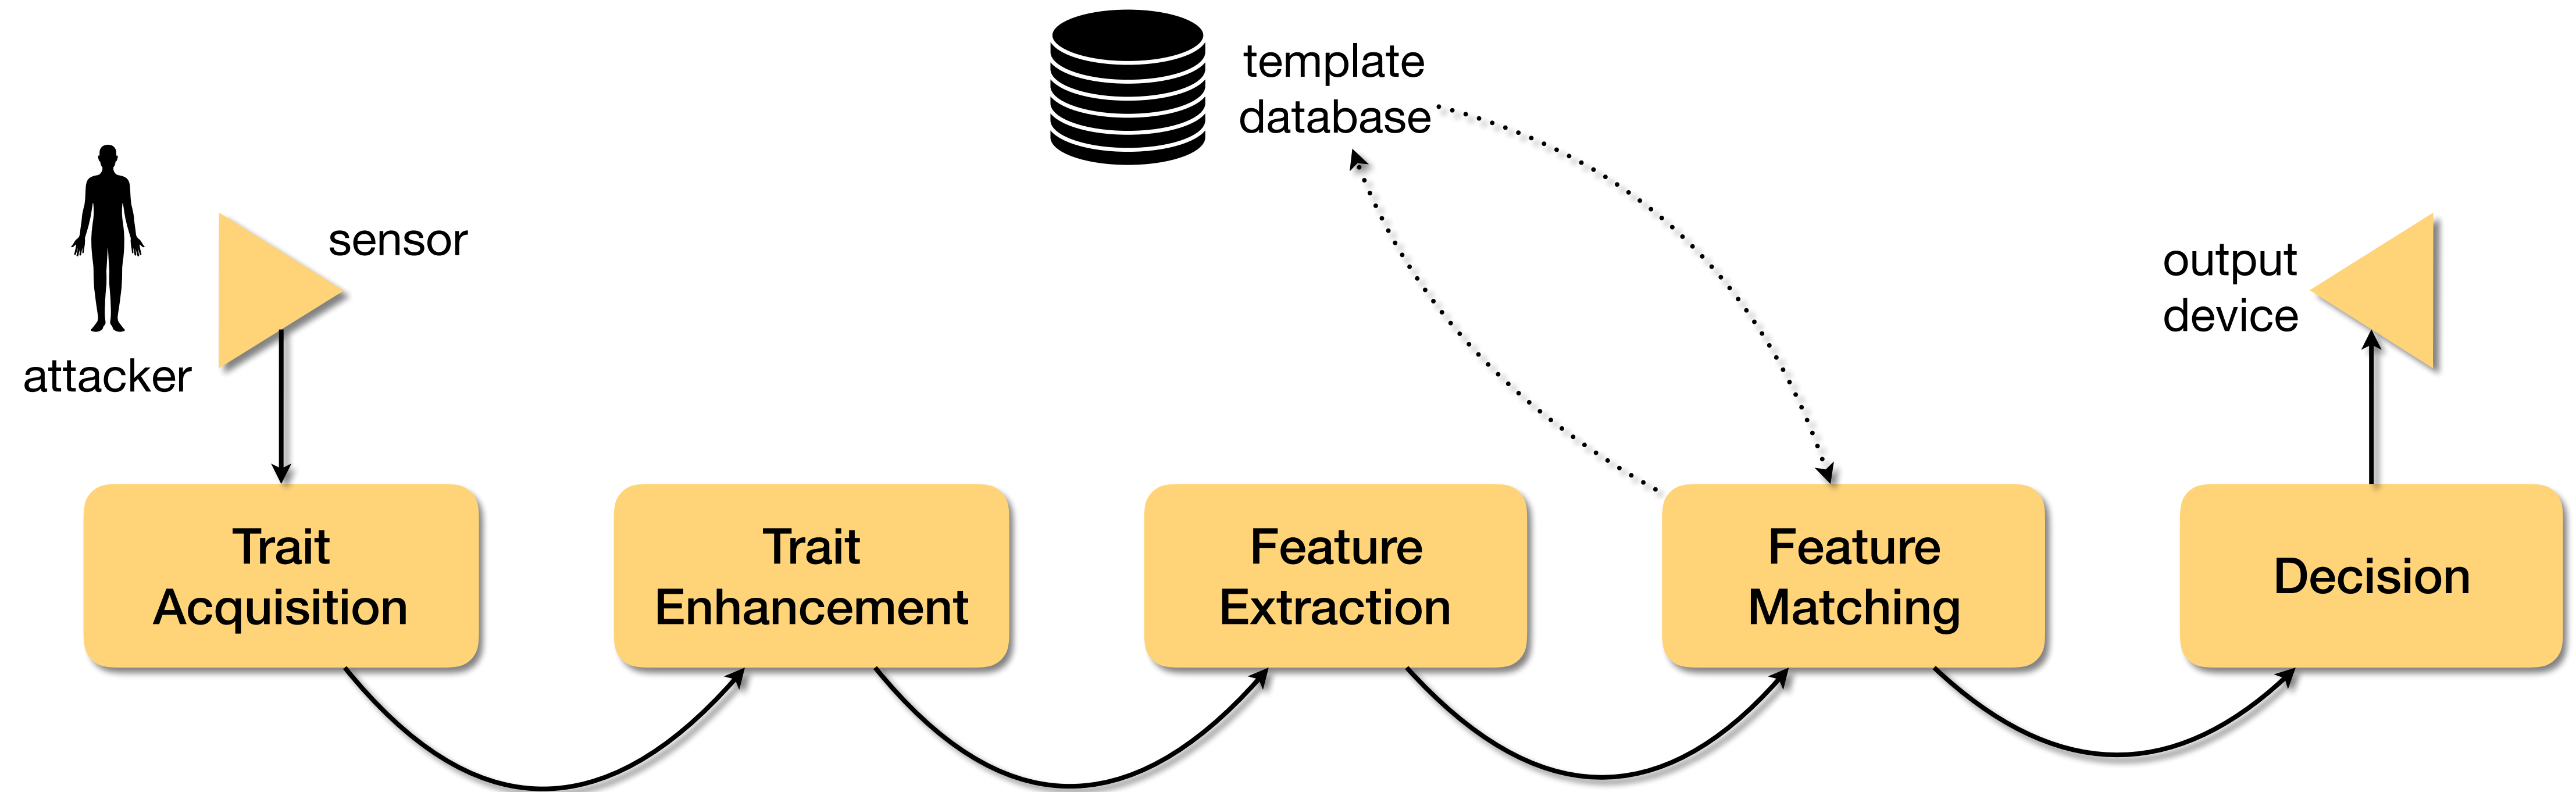 template
database
sensor
attacker
output
device
Trait
Acquisition
Trait
Enhancement
Feature
Extraction
Feature
Matching
Decision